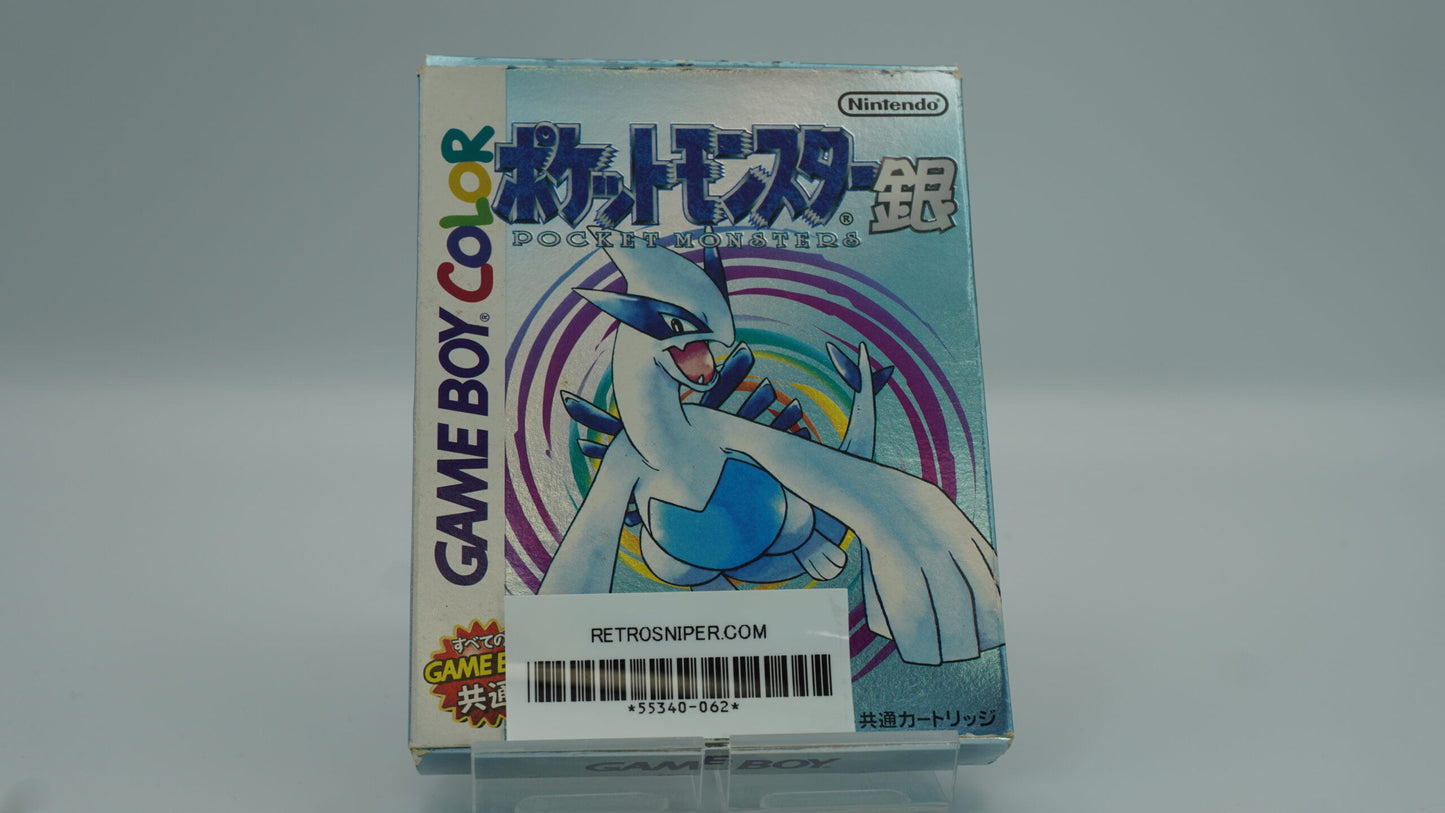 Nintendo
ポケットモンスター®銀
POCKET MONSTERS
GAME BOY® COLOR
すべての
GAME B
共通
RETROSNIPER.COM
*55340-062*
共通カートリッジ
GAME BOY